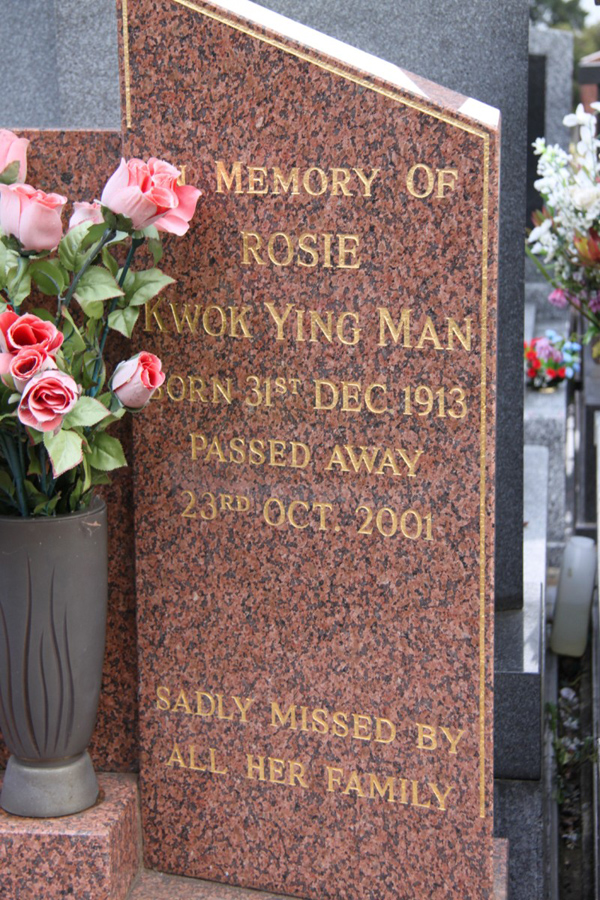 IN MEMORY OF
ROSIE
KWOK YING MAN
BORN 31ST DEC. 1913
PASSED AWAY
23RD OCT. 2001
SADLY MISSED BY
ALL HER FAMILY